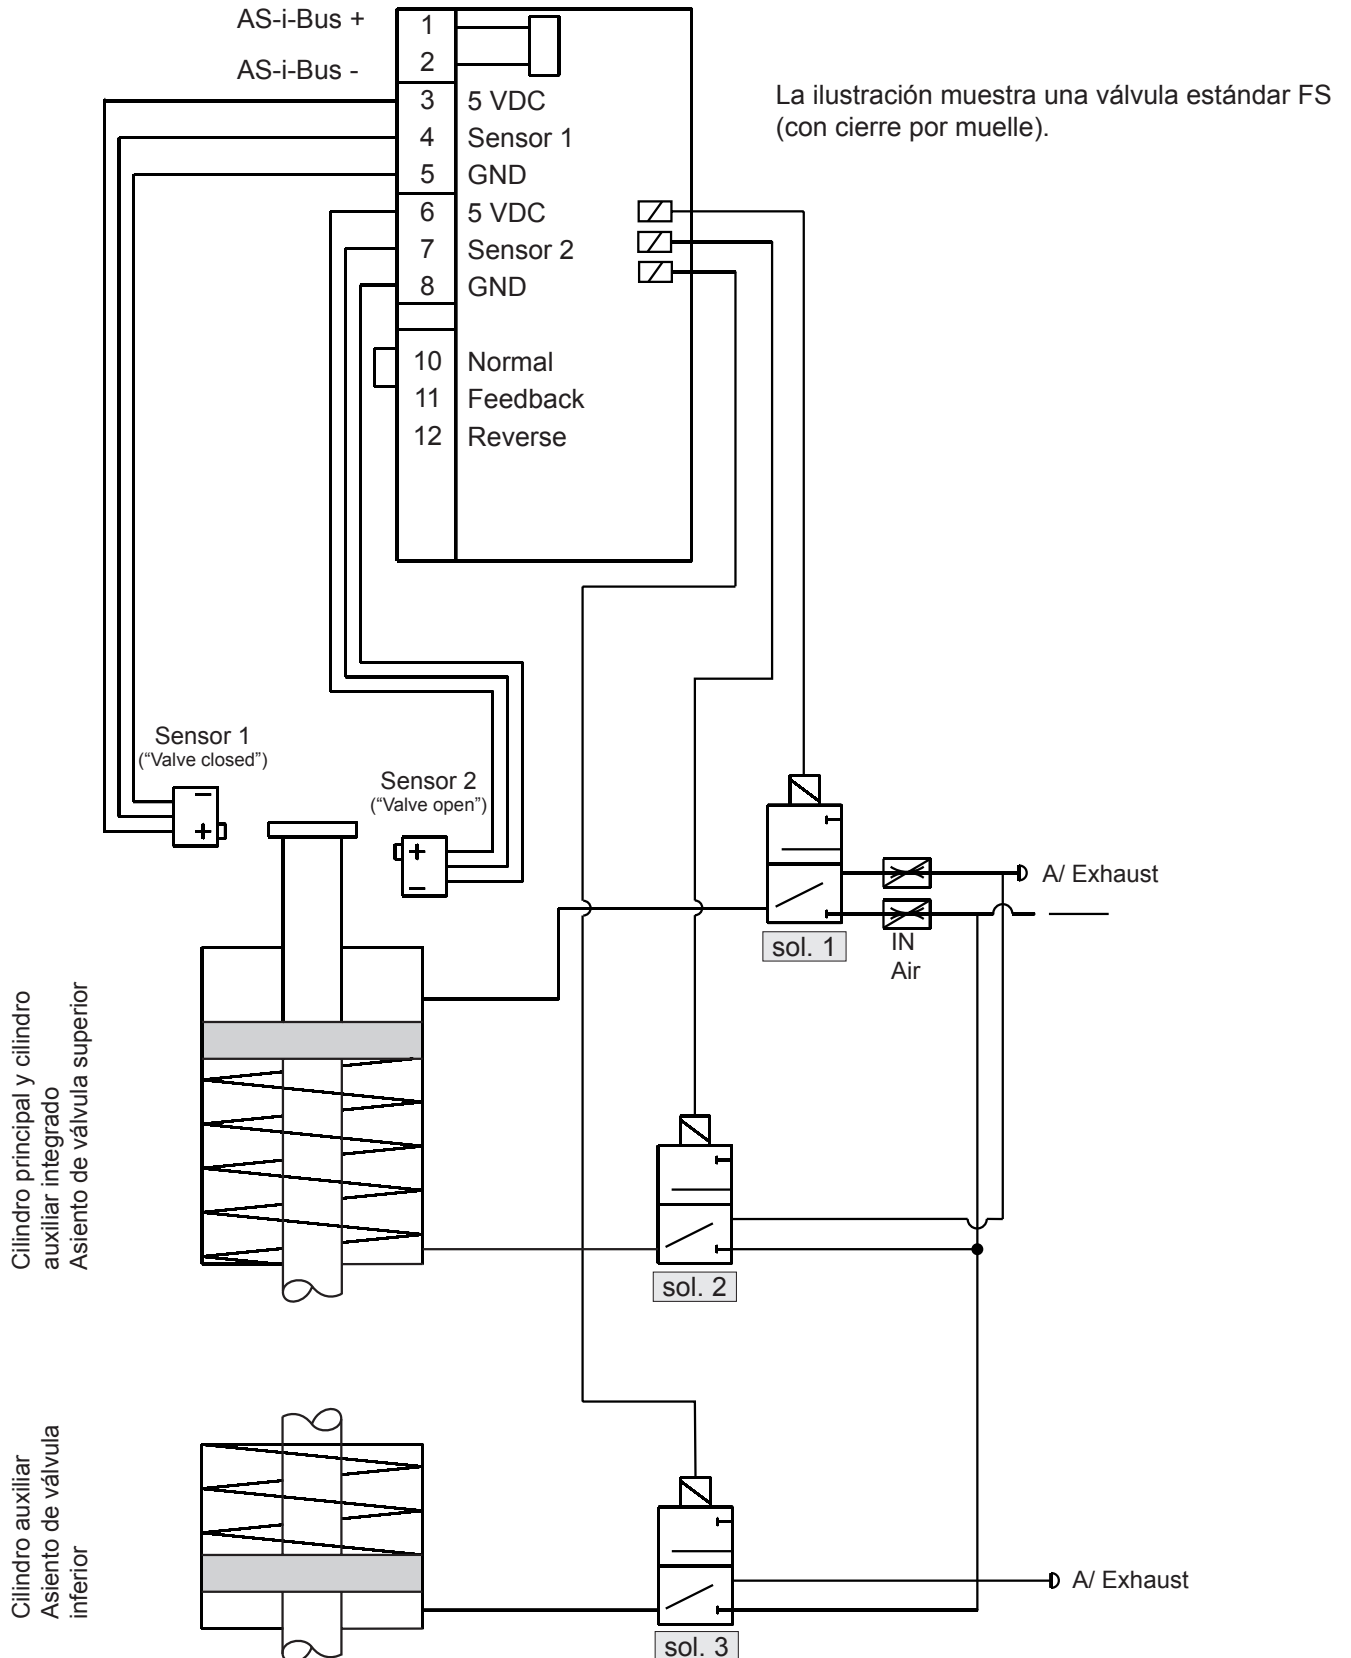 AS-i-Bus +
AS-i-Bus -
1
2
3 5 VDC
4 Sensor 1
5 GND
6 5 VDC
7 Sensor 2
8 GND
10 Normal
11 Feedback
12 Reverse
La ilustración muestra una válvula estándar FS
(con cierre por muelle).
Sensor 1
(“Valve closed”)
Sensor 2
(“Valve open”)
A/ Exhaust
sol. 1
IN
Air
Cilindro principal y cilindro
auxiliar integrado
Asiento de válvula superior
sol. 2
Cilindro auxiliar
Asiento de válvula
inferior
A/ Exhaust
sol. 3